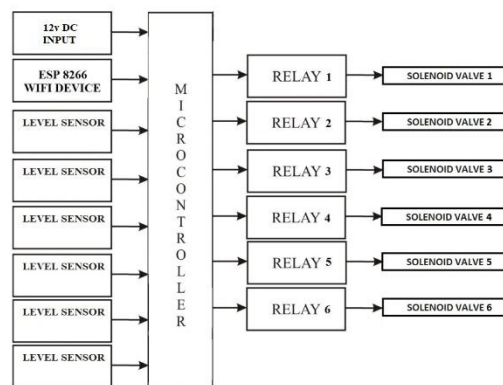 12v DC
INPUT
ESP 8266
WIFI DEVICE
LEVEL SENSOR
LEVEL SENSOR
LEVEL SENSOR
LEVEL SENSOR
LEVEL SENSOR
LEVEL SENSOR
MICROCONTROLLER
RELAY 1
RELAY 2
RELAY 3
RELAY 4
RELAY 5
RELAY 6
SOLENOID VALVE 1
SOLENOID VALVE 2
SOLENOID VALVE 3
SOLENOID VALVE 4
SOLENOID VALVE 5
SOLENOID VALVE 6